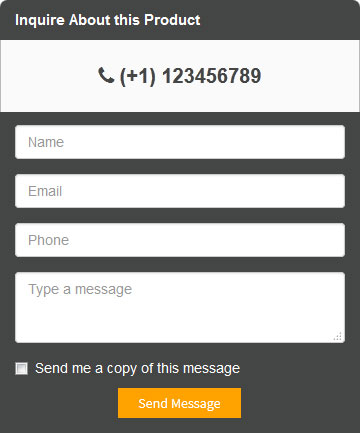 Inquire About this Product
(+1) 123456789
Name
Email
Phone
Type a message
Send me a copy of this message
Send Message